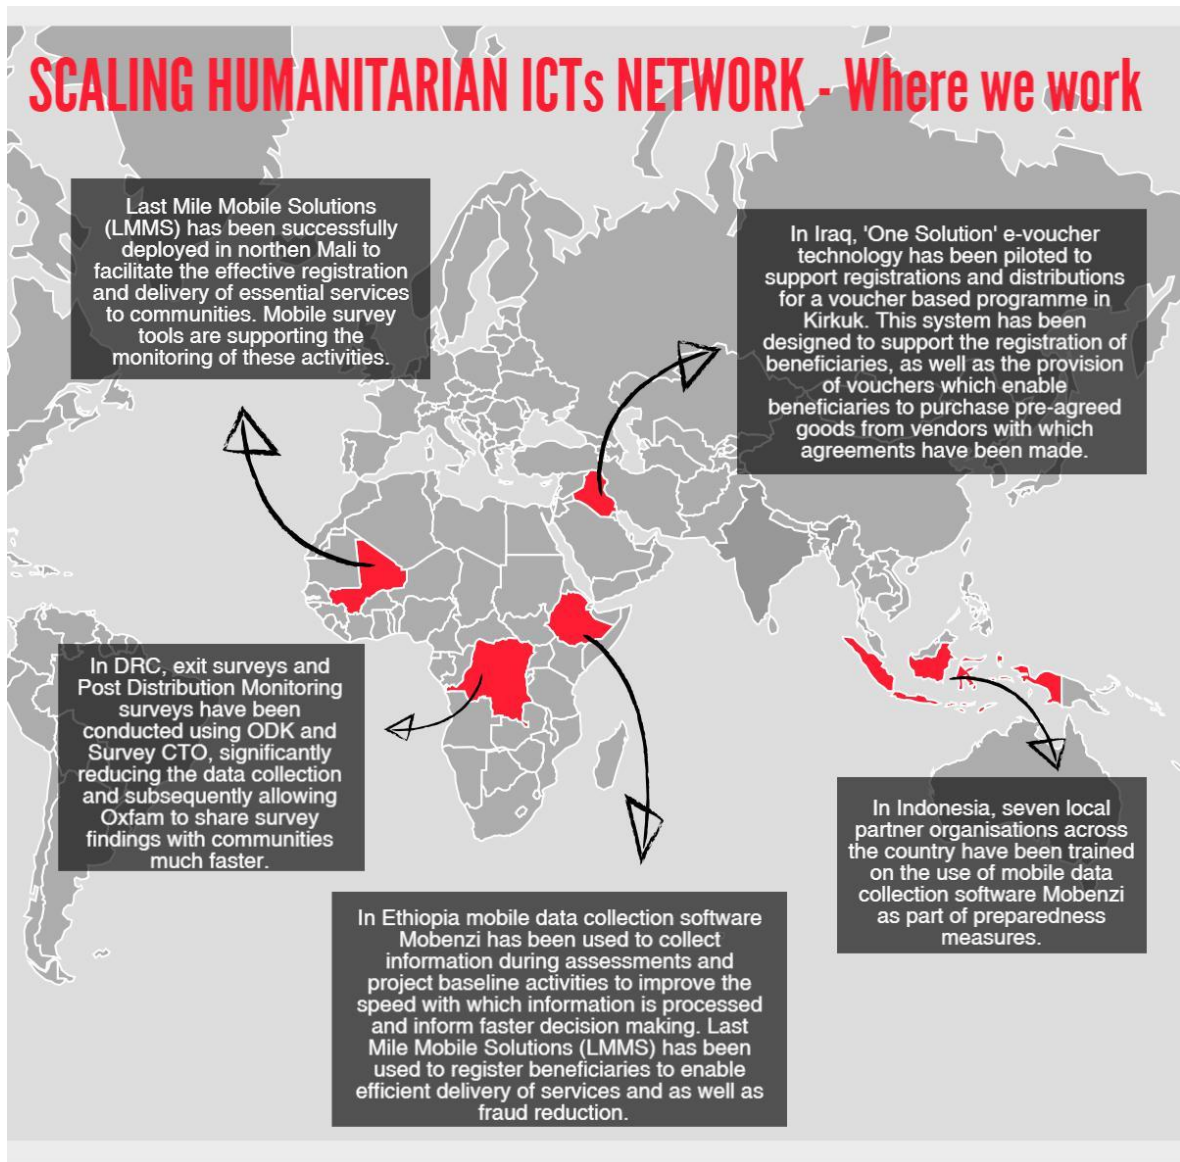 SCALING HUMANITARIAN ICTs NETWORK - Where we work
Last Mile Mobile Solutions
(LMMS) has been successfully
deployed in northen Mali to
facilitate the effective registration
and delivery of essential services
to communities. Mobile survey
tools are supporting the
monitoring of these activities.
In Iraq, 'One Solution' e-voucher
technology has been piloted to
support registrations and distributions
for a voucher based programme in
Kirkuk. This system has been
designed to support the registration of
beneficiaries, as well as the provision
of vouchers which enable
beneficiaries to purchase pre-agreed
goods from vendors with which
agreements have been made.
In DRC, exit surveys and
Post Distribution Monitoring
surveys have been
conducted using ODK and
Survey CTO, significantly
reducing the data collection
and subsequently allowing
Oxfam to share survey
findings with communities
much faster.
In Indonesia, seven local
partner organisations across
the country have been trained
on the use of mobile data
collection software Mobenzi
as part of preparedness
measures.
In Ethiopia mobile data collection software
Mobenzi has been used to collect
information during assessments and
project baseline activities to improve the
speed with which information is processed
and inform faster decision making. Last
Mile Mobile Solutions (LMMS) has been
used to register beneficiaries to enable
efficient delivery of services and as well as
fraud reduction.